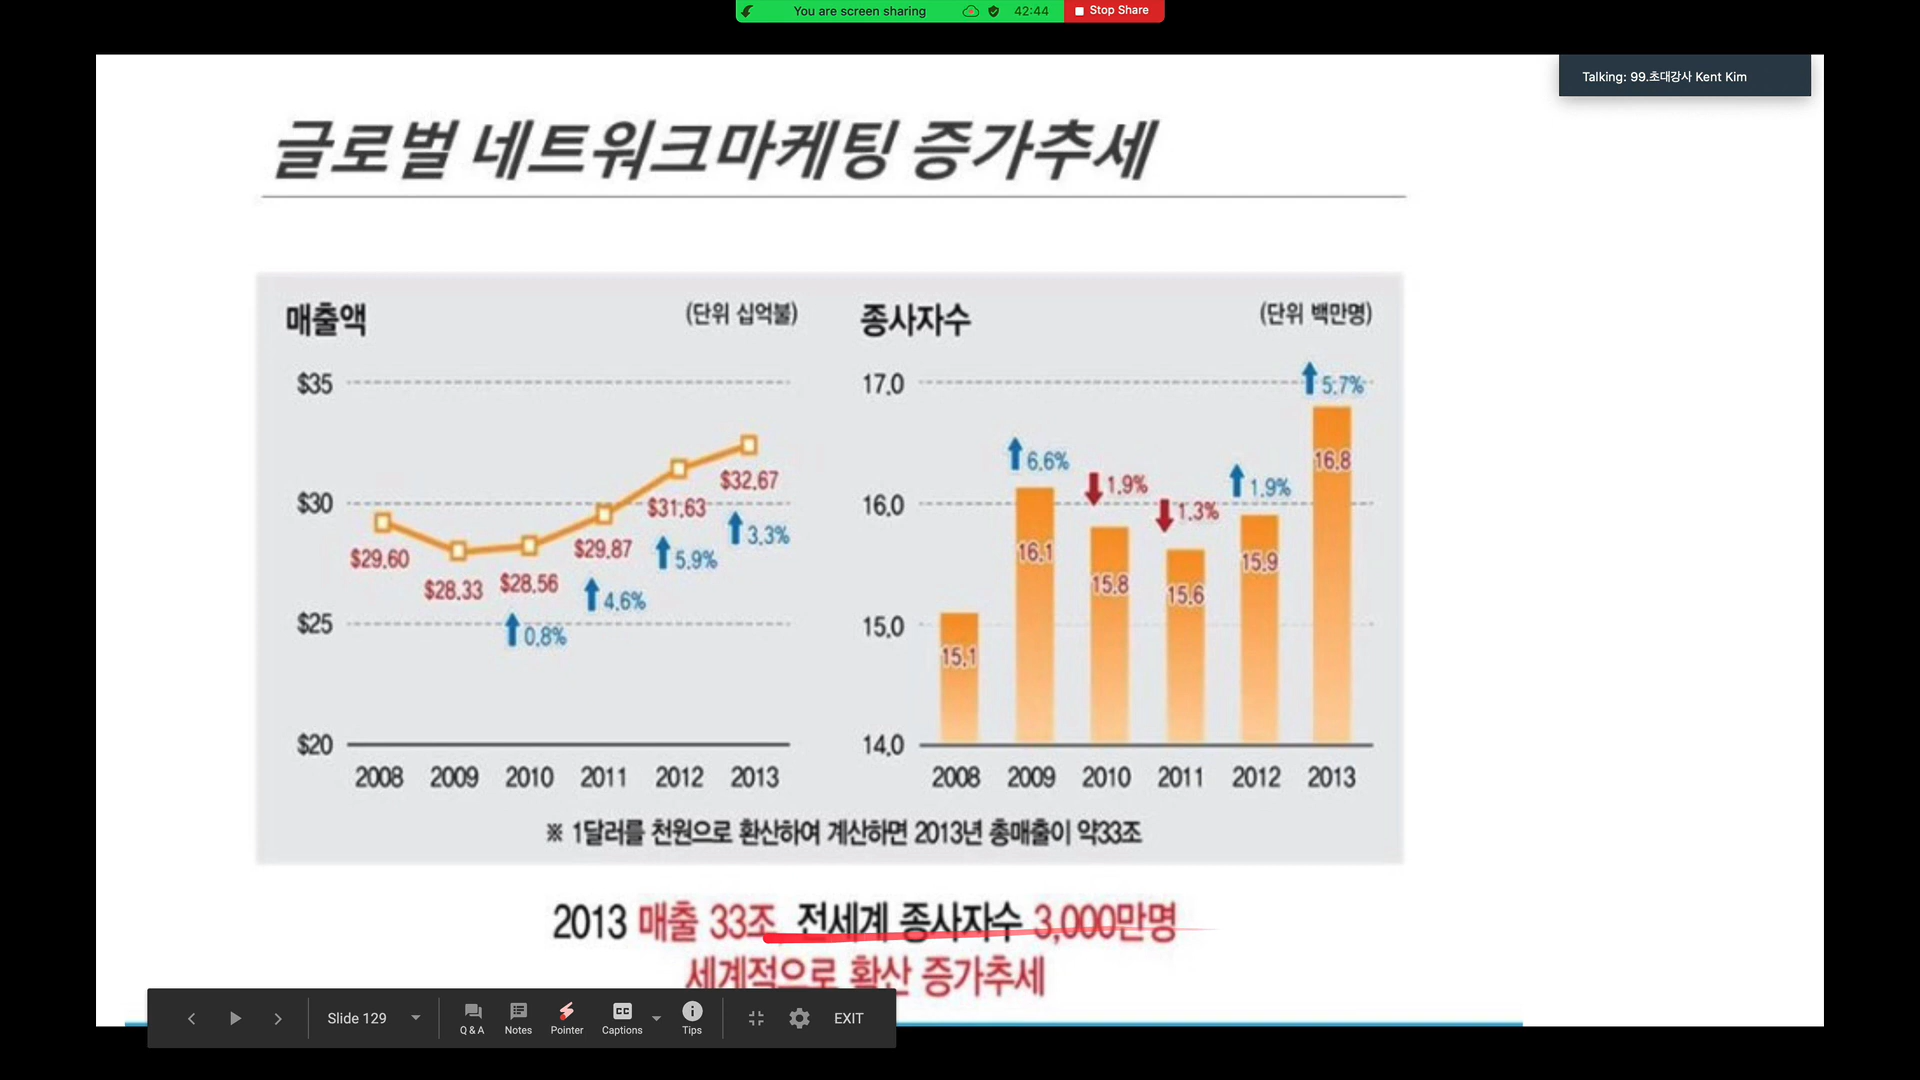 You are screen sharing 42:44 Stop Share
Talking: 99.초대강사 Kent Kim
글로벌 네트워크마케팅 증가추세
매출액 (단위 십억불)
$35
$30
$25
$20
$29.60
$28.33
$28.56
0.8%
$29.87
4.6%
$31.63
5.9%
$32.67
3.3%
2008 2009 2010 2011 2012 2013
종사자수 (단위 백만명)
17.0
16.0
15.0
14.0
15.1
6.6%
16.1
1.9%
15.8
1.3%
15.6
1.9%
15.9
5.7%
16.8
2008 2009 2010 2011 2012 2013
※ 1달러를 천원으로 환산하여 계산하면 2013년 총매출이 약33조
2013 매출 33조 전세계 종사자수 3,000만명
세계적으로 확산 증가추세
Slide 129
Q & A Notes Pointer CC Captions Tips EXIT